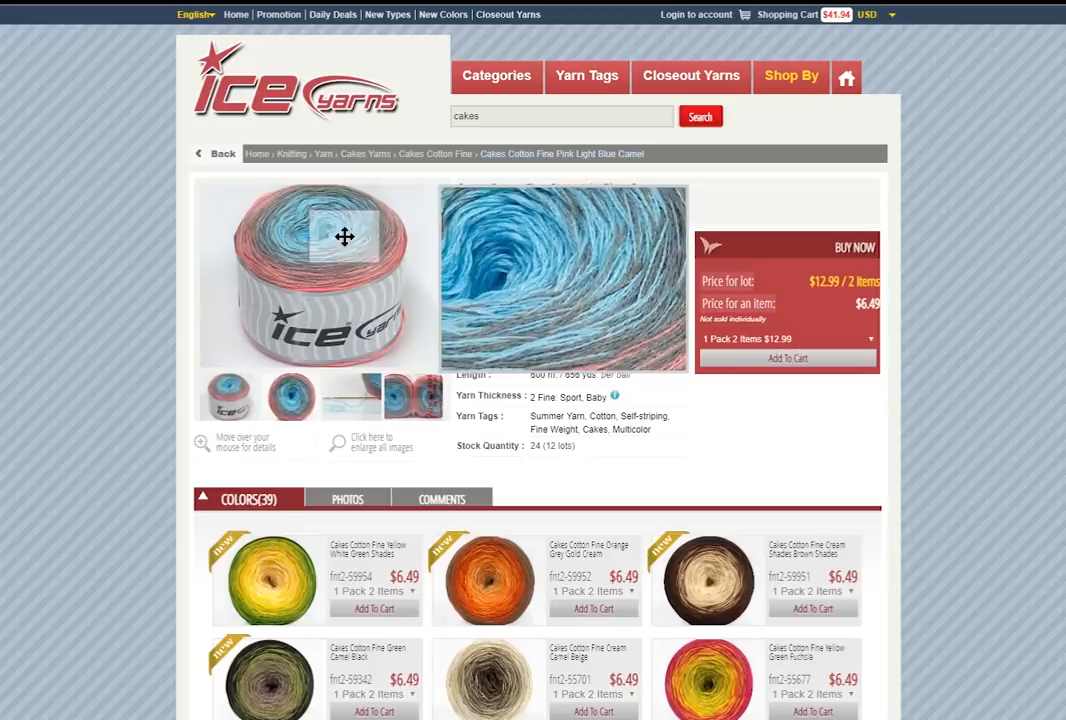 English
Home | Promotion | Daily Deals | New Types | New Colors | Closeout Yarns
Login to account
Shopping Cart $41.94 USD
ice yarns
Categories
Yarn Tags
Closeout Yarns
Shop By
cakes
Search
Back
Home › Knitting › Yarn › Cakes Yarns › Cakes Cotton Fine › Cakes Cotton Fine Pink Light Blue Camel
ice yar
BUY NOW
Price for lot: $12.99 / 2 Items
Price for an item: $6.49
Not sold individually
1 Pack 2 Items $12.99
Add To Cart
Length : 600 m. / 656 yds. per ball
Yarn Thickness : 2 Fine: Sport, Baby
Yarn Tags : Summer Yarn, Cotton, Self-striping,
Fine Weight, Cakes, Multicolor
Stock Quantity : 24 (12 lots)
Move over your
mouse for details
Click here to
enlarge all images
COLORS(39)
PHOTOS
COMMENTS
new
Cakes Cotton Fine Yellow
White Green Shades
fnt2-59954 $6.49
1 Pack 2 Items
Add To Cart
new
Cakes Cotton Fine Orange
Grey Gold Cream
fnt2-59952 $6.49
1 Pack 2 Items
Add To Cart
new
Cakes Cotton Fine Cream
Shades Brown Shades
fnt2-59951 $6.49
1 Pack 2 Items
Add To Cart
new
Cakes Cotton Fine Green
Camel Black
fnt2-59342 $6.49
1 Pack 2 Items
Add To Cart
Cakes Cotton Fine Cream
Camel Beige
fnt2-55701 $6.49
1 Pack 2 Items
Add To Cart
Cakes Cotton Fine Yellow
Green Fuchsia
fnt2-55677 $6.49
1 Pack 2 Items
Add To Cart